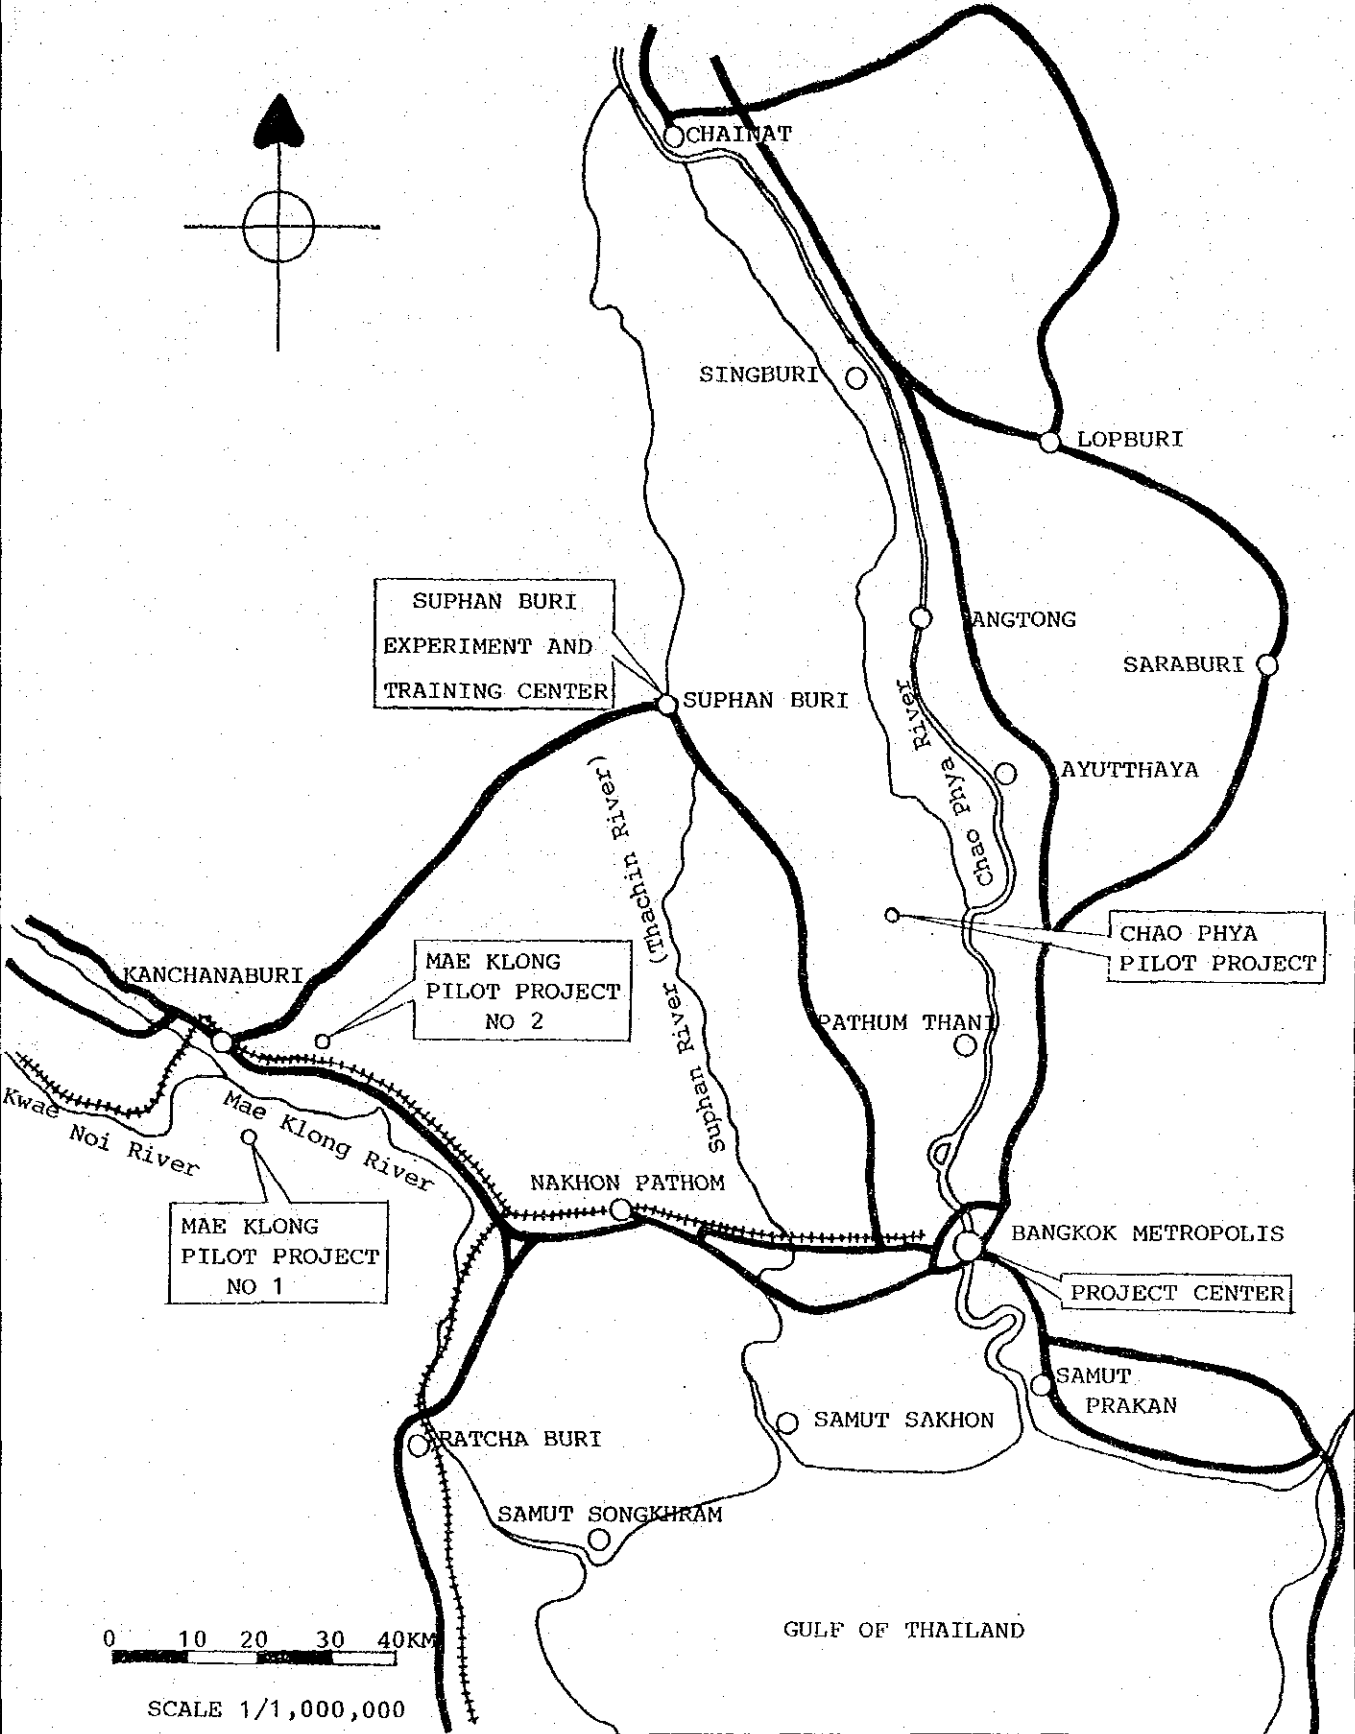 CHAINAT
SINGBURI
LOPBURI
SUPHAN BURI
EXPERIMENT AND
TRAINING CENTER
ANGTONG
SARABURI
SUPHAN BURI
AYUTTHAYA
Chao Phya River
Suphan River (Thachin River)
CHAO PHYA
PILOT PROJECT
KANCHANABURI
MAE KLONG
PILOT PROJECT
NO 2
PATHUM THANI
Kwae Noi River
Mae Klong River
NAKHON PATHOM
MAE KLONG
PILOT PROJECT
NO 1
BANGKOK METROPOLIS
PROJECT CENTER
SAMUT
PRAKAN
SAMUT SAKHON
RATCHA BURI
SAMUT SONGKHRAM
GULF OF THAILAND
0 10 20 30 40KM
SCALE 1/1,000,000